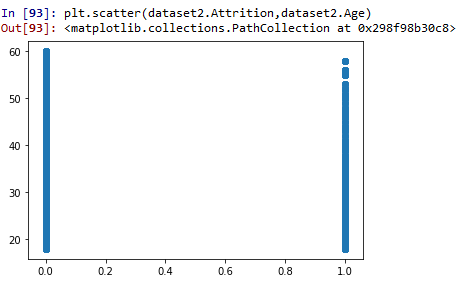 In [93]: plt.scatter(dataset2.Attrition,dataset2.Age)
Out[93]: <matplotlib.collections.PathCollection at 0x298f98b30c8>
60
50
40
30
20
0.0 0.2 0.4 0.6 0.8 1.0